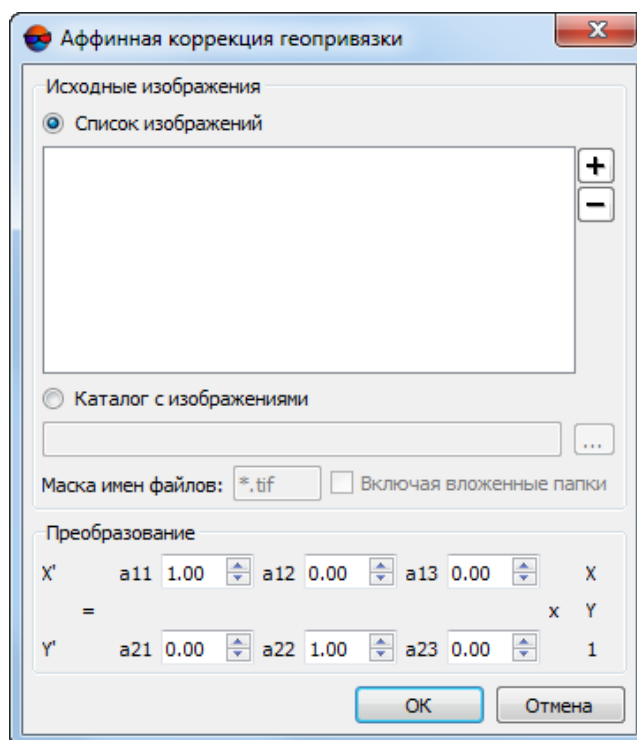 Аффинная коррекция геопривязки
Исходные изображения
Список изображений
+
−
Каталог с изображениями
...
Маска имен файлов: *.tif Включая вложенные папки
Преобразование
X' a11 1.00 a12 0.00 a13 0.00 X
= x Y
Y' a21 0.00 a22 1.00 a23 0.00 1
OK Отмена